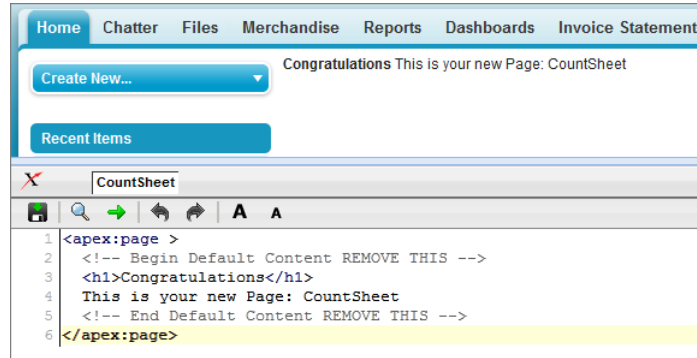 Home Chatter Files Merchandise Reports Dashboards Invoice Statement
Create New...
Congratulations This is your new Page: CountSheet
Recent Items
CountSheet
A A
1 <apex:page >
2 <!-- Begin Default Content REMOVE THIS -->
3 <h1>Congratulations</h1>
4 This is your new Page: CountSheet
5 <!-- End Default Content REMOVE THIS -->
6 </apex:page>